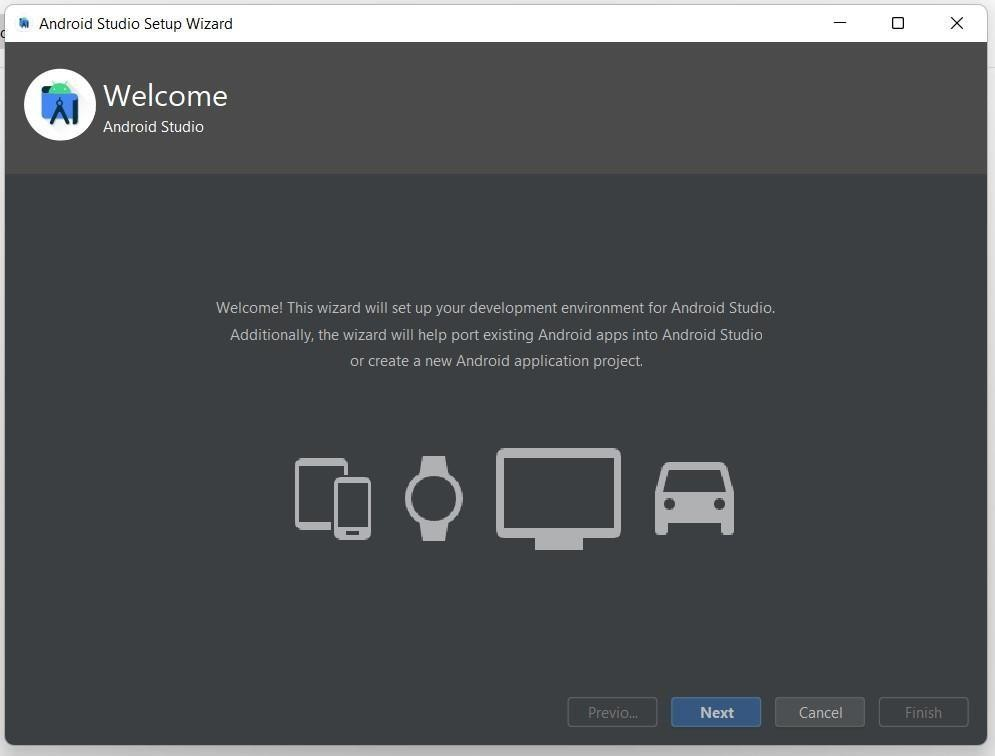 Android Studio Setup Wizard
Welcome
Android Studio
Welcome! This wizard will set up your development environment for Android Studio.
Additionally, the wizard will help port existing Android apps into Android Studio
or create a new Android application project.
Previo... Next Cancel Finish